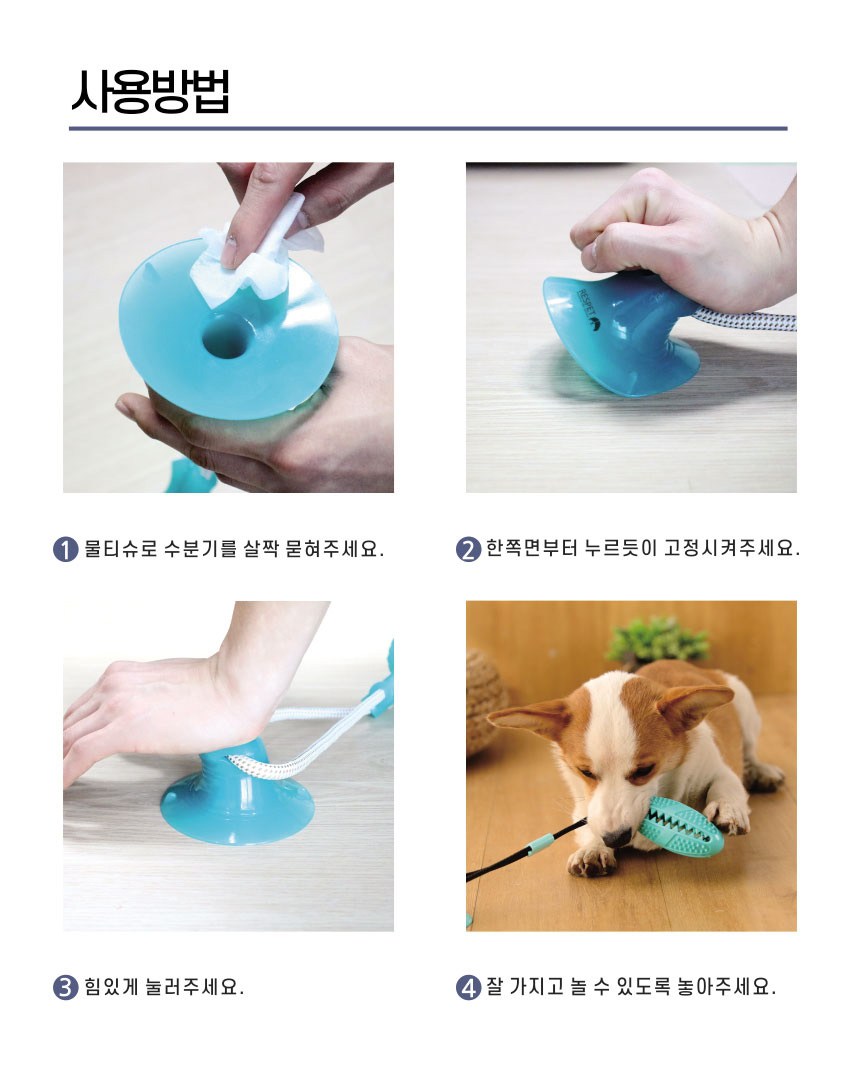 사용방법
RESPET
1 물티슈로 수분기를 살짝 묻혀주세요.
2 한쪽면부터 누르듯이 고정시켜주세요.
3 힘있게 눌러주세요.
4 잘 가지고 놀 수 있도록 놓아주세요.